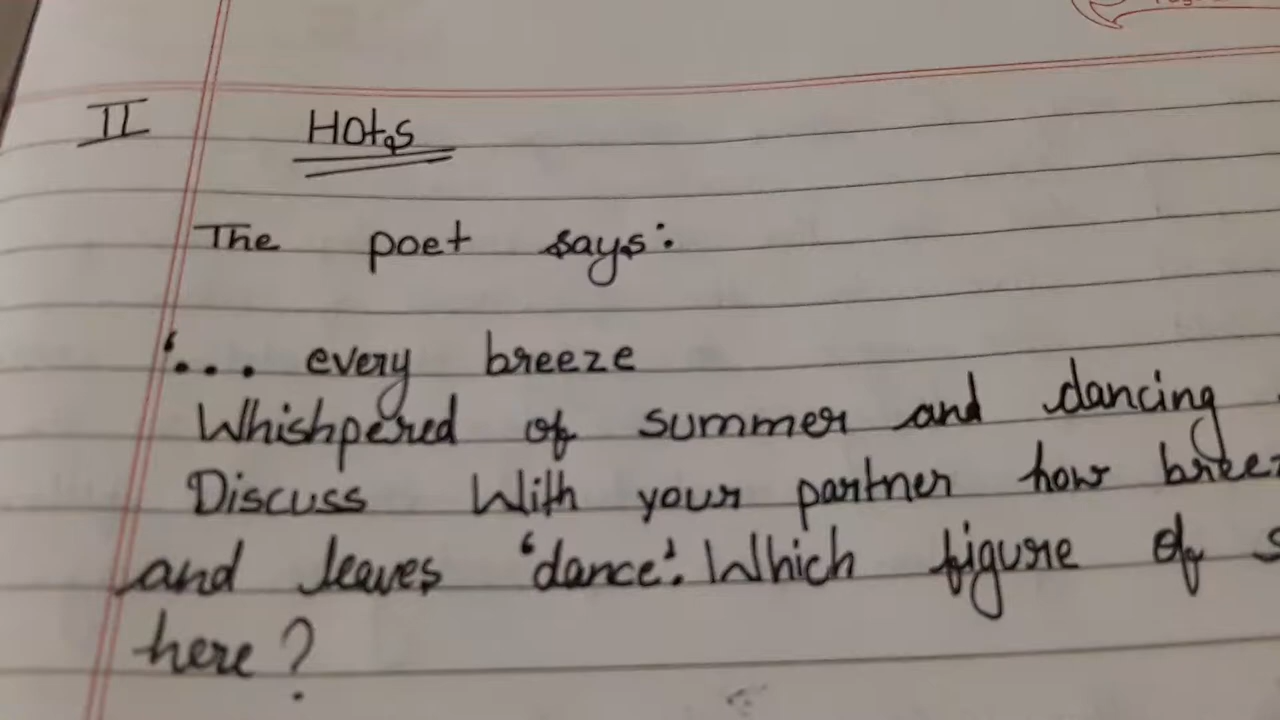 II Hots
The poet says:
'... every breeze
Whishpered of summer and dancing
Discuss With your partner how
and leaves 'dance'. Which figure of
here?